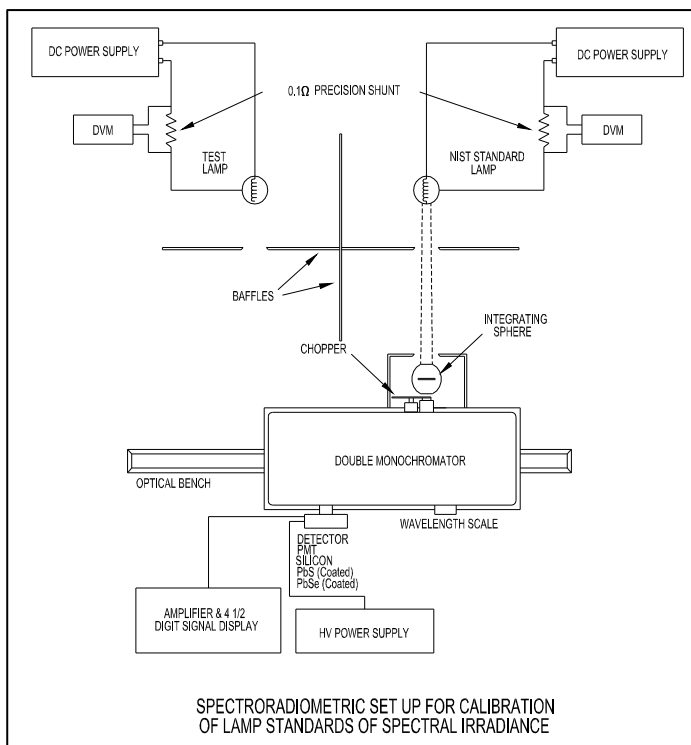 DC POWER SUPPLY
DC POWER SUPPLY
0.1Ω PRECISION SHUNT
DVM
DVM
TEST
LAMP
NIST STANDARD
LAMP
BAFFLES
INTEGRATING
SPHERE
CHOPPER
DOUBLE MONOCHROMATOR
OPTICAL BENCH
WAVELENGTH SCALE
DETECTOR
PMT
SILICON
PbS (Coated)
PbSe (Coated)
AMPLIFIER & 4 1/2
DIGIT SIGNAL DISPLAY
HV POWER SUPPLY
SPECTRORADIOMETRIC SET UP FOR CALIBRATION
OF LAMP STANDARDS OF SPECTRAL IRRADIANCE